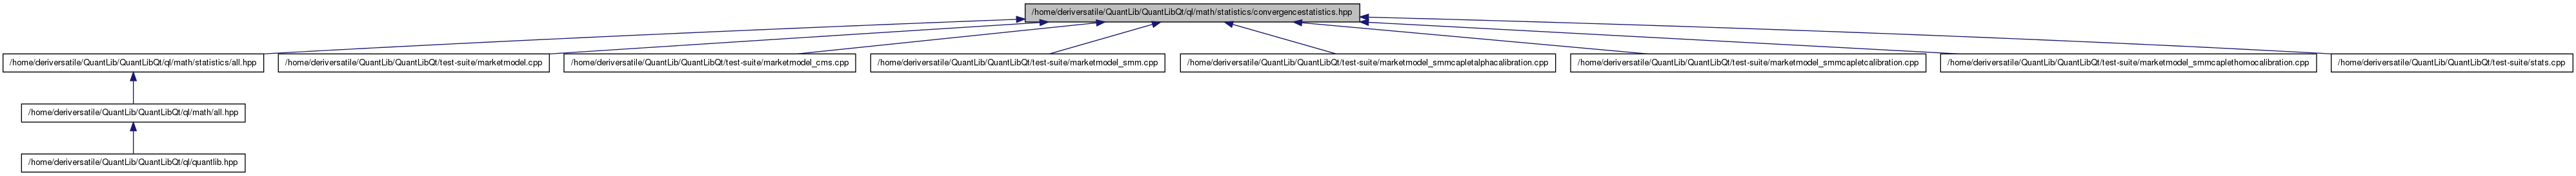 /home/deriversatile/QuantLib/QuantLibQt/ql/math/statistics/convergencestatistics.hpp
/home/deriversatile/QuantLib/QuantLibQt/ql/math/statistics/all.hpp
/home/deriversatile/QuantLib/QuantLibQt/test-suite/marketmodel.cpp
/home/deriversatile/QuantLib/QuantLibQt/test-suite/marketmodel_cms.cpp
/home/deriversatile/QuantLib/QuantLibQt/test-suite/marketmodel_smm.cpp
/home/deriversatile/QuantLib/QuantLibQt/test-suite/marketmodel_smmcapletalphacalibration.cpp
/home/deriversatile/QuantLib/QuantLibQt/test-suite/marketmodel_smmcapletcalibration.cpp
/home/deriversatile/QuantLib/QuantLibQt/test-suite/marketmodel_smmcaplethomocalibration.cpp
/home/deriversatile/QuantLib/QuantLibQt/test-suite/stats.cpp
/home/deriversatile/QuantLib/QuantLibQt/ql/math/all.hpp
/home/deriversatile/QuantLib/QuantLibQt/ql/quantlib.hpp